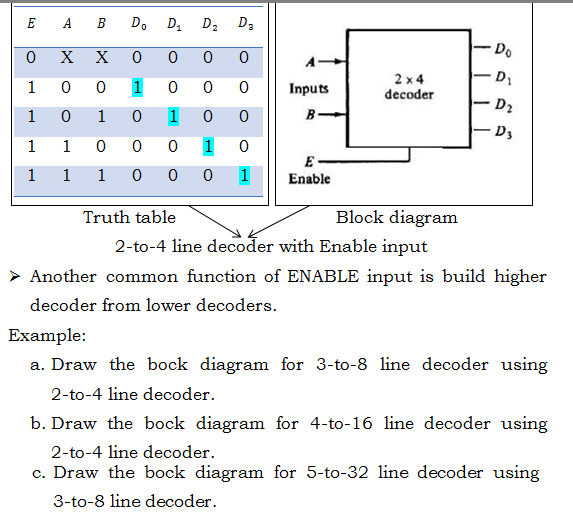 E A B D₀ D₁ D₂ D₃
0 X X 0 0 0 0
1 0 0 1 0 0 0
1 0 1 0 1 0 0
1 1 0 0 0 1 0
1 1 1 0 0 0 1
A
Inputs
B
E
Enable
2 x 4
decoder
D₀
D₁
D₂
D₃
Truth table
Block diagram
2-to-4 line decoder with Enable input
➢ Another common function of ENABLE input is build higher
decoder from lower decoders.
Example:
a. Draw the bock diagram for 3-to-8 line decoder using
2-to-4 line decoder.
b. Draw the bock diagram for 4-to-16 line decoder using
2-to-4 line decoder.
c. Draw the bock diagram for 5-to-32 line decoder using
3-to-8 line decoder.